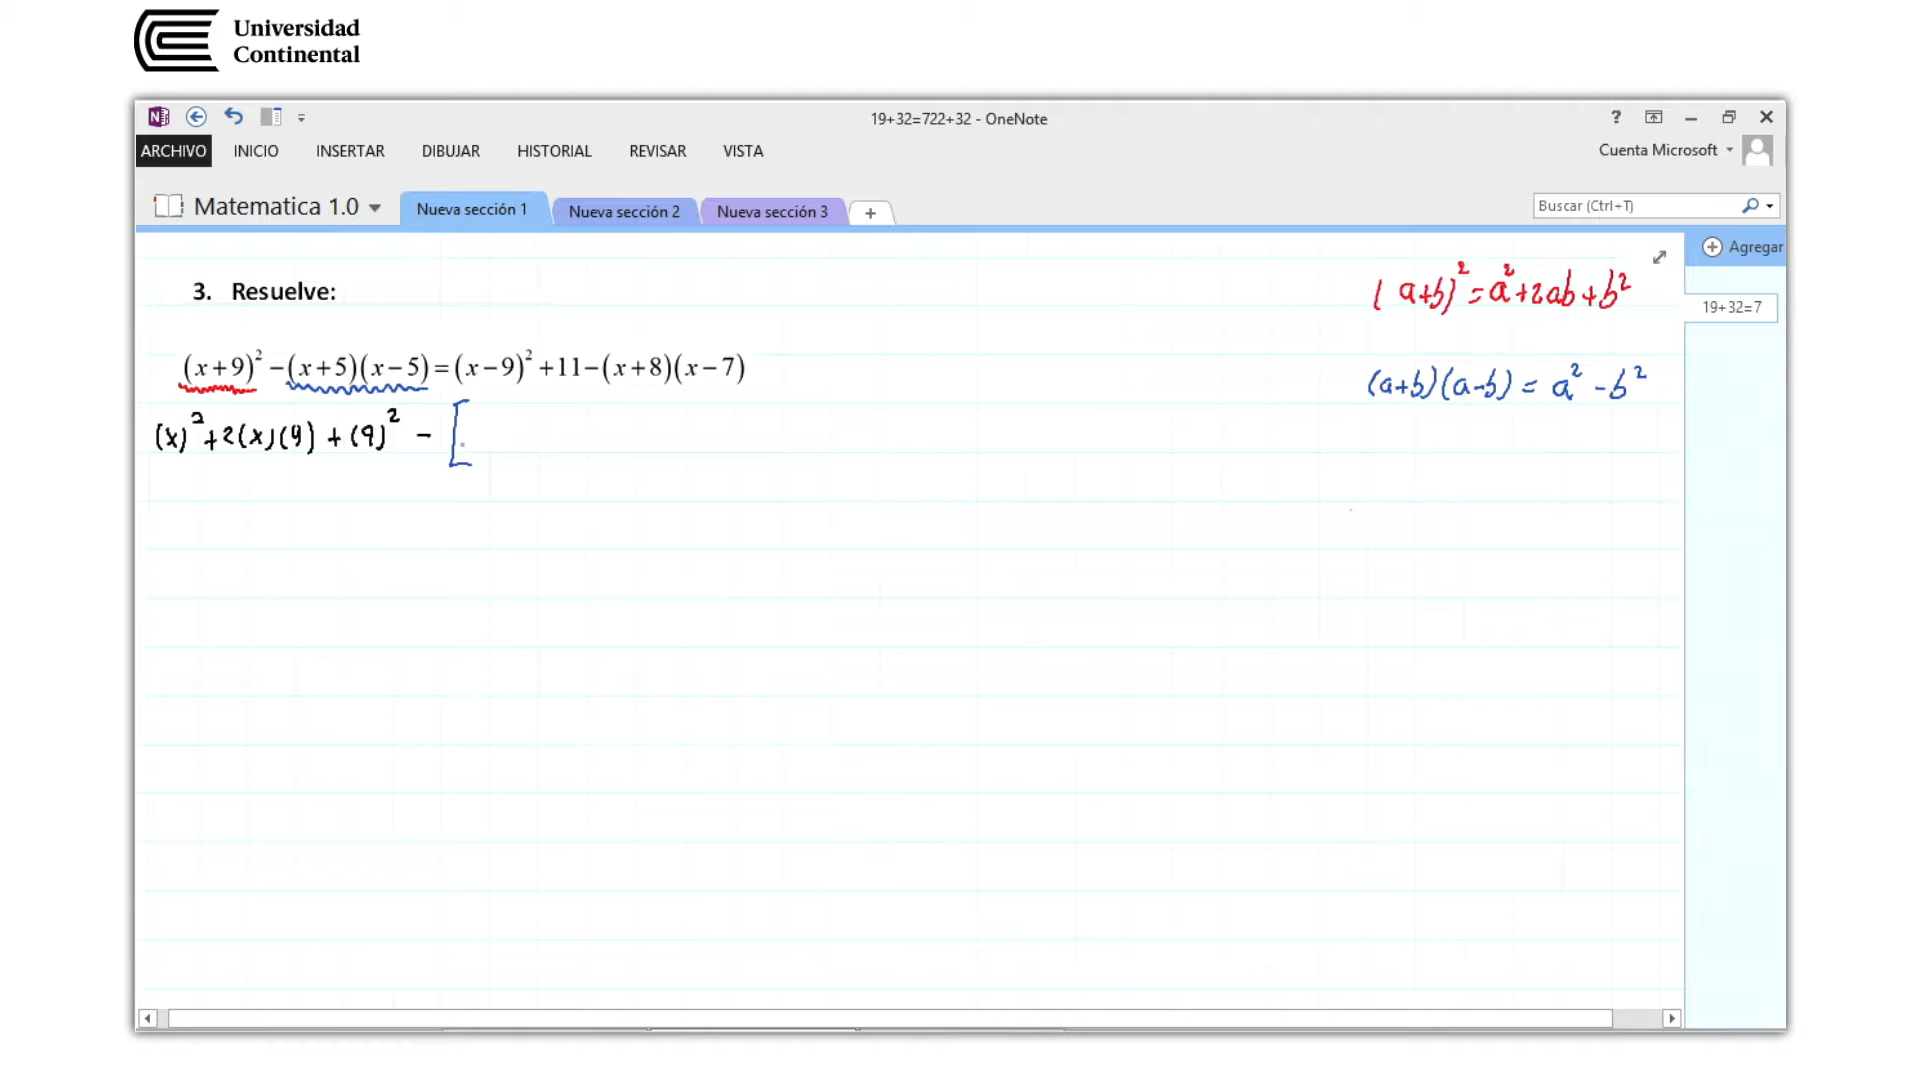 Universidad
Continental
19+32=722+32 - OneNote
?
ARCHIVO INICIO INSERTAR DIBUJAR HISTORIAL REVISAR VISTA
Cuenta Microsoft
Matematica 1.0
Nueva sección 1
Nueva sección 2
Nueva sección 3
+
Buscar (Ctrl+T)
Agregar
19+32=7
3. Resuelve:
(a+b)² = a²+2ab+b²
(x+9)² −(x+5)(x−5)=(x−9)² +11−(x+8)(x−7)
(a+b)(a-b) = a² - b²
(x)² + 2(x)(9) + (9)² - [